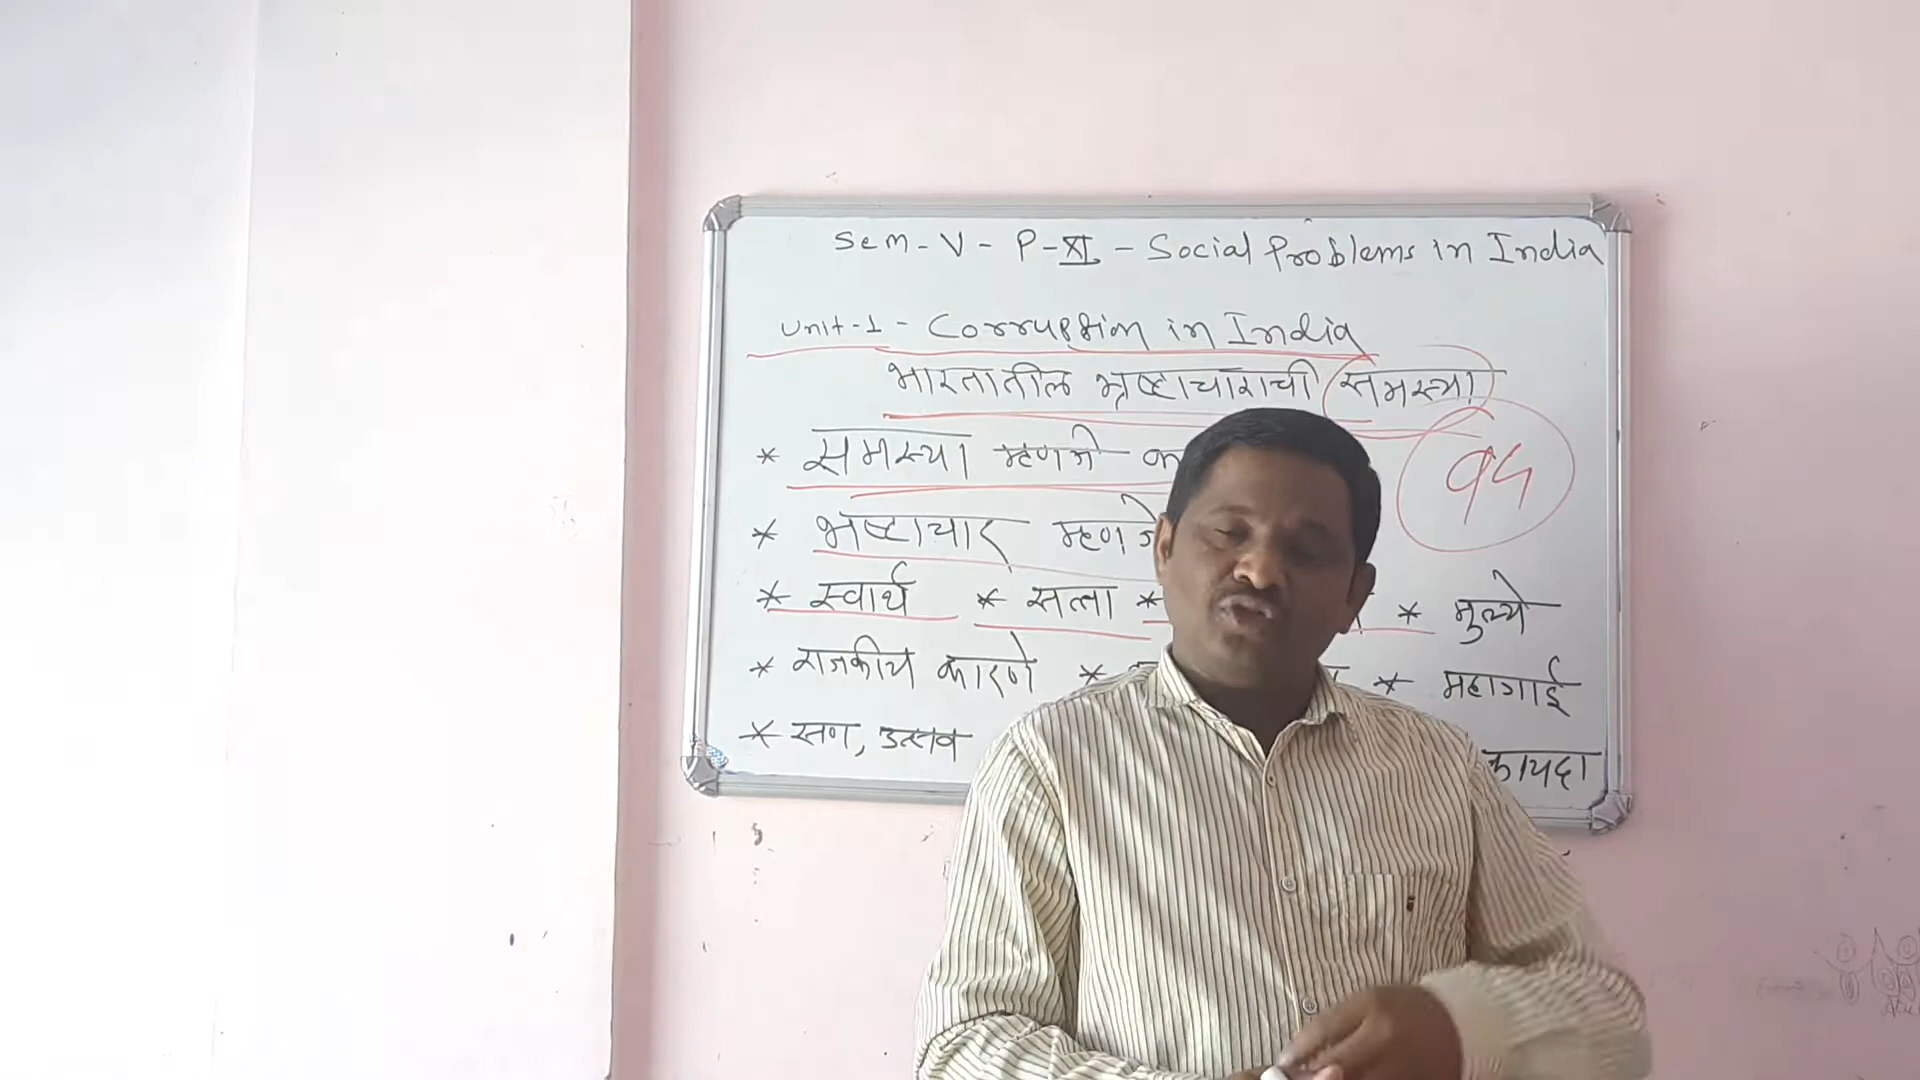 Sem - V - P - XI - Social Problems in India
Unit-1 - Corruption in India
भारतातील भ्रष्टाचाराची समस्या
* समस्या म्हणजे
१५
* भ्रष्टाचार म्हणजे
* स्वार्थ * सत्ता * * मुल्ये
* राजकीय कारणे * * महागाई
* सण, उत्सव
कायदा